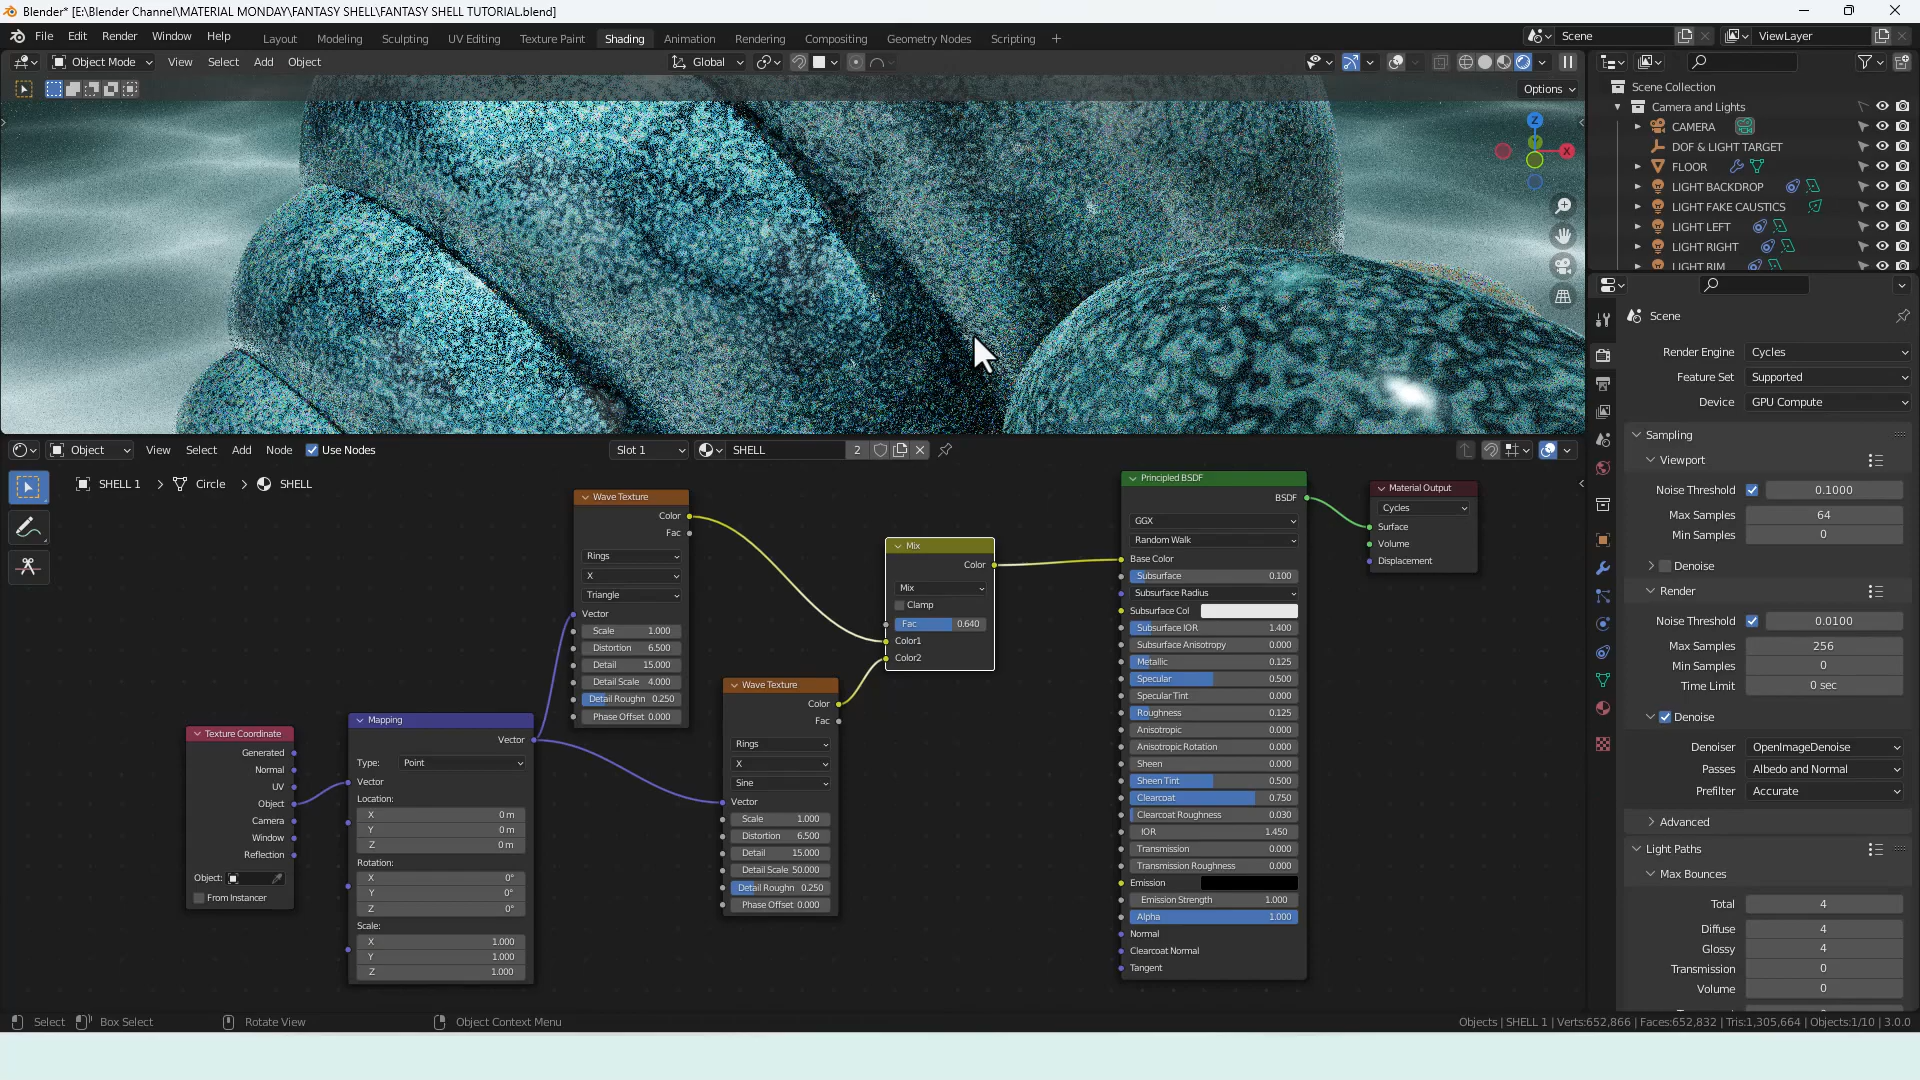 Blender* [E:\Blender Channel\MATERIAL MONDAY\FANTASY SHELL\FANTASY SHELL TUTORIAL.blend]
File Edit Render Window Help
Layout Modeling Sculpting UV Editing Texture Paint Shading Animation Rendering Compositing Geometry Nodes Scripting +
Scene
ViewLayer
Object Mode View Select Add Object
Global
Options
Z
X
Scene Collection
Camera and Lights
CAMERA
DOF & LIGHT TARGET
FLOOR
LIGHT BACKDROP
LIGHT FAKE CAUSTICS
LIGHT LEFT
LIGHT RIGHT
LIGHT RIM
Scene
Render Engine Cycles
Feature Set Supported
Device GPU Compute
Sampling
Viewport
Noise Threshold 0.1000
Max Samples 64
Min Samples 0
Denoise
Render
Noise Threshold 0.0100
Max Samples 256
Min Samples 0
Time Limit 0 sec
Denoise
Denoiser OpenImageDenoise
Passes Albedo and Normal
Prefilter Accurate
Advanced
Light Paths
Max Bounces
Total 4
Diffuse 4
Glossy 4
Transmission 0
Volume 0
Object View Select Add Node Use Nodes
Slot 1
SHELL 2
SHELL 1 > Circle > SHELL
Texture Coordinate
Generated
Normal
UV
Object
Camera
Window
Reflection
Object:
From Instancer
Mapping
Vector
Type: Point
Vector
Location:
X 0 m
Y 0 m
Z 0 m
Rotation:
X 0°
Y 0°
Z 0°
Scale:
X 1.000
Y 1.000
Z 1.000
Wave Texture
Color
Fac
Rings
X
Triangle
Vector
Scale 1.000
Distortion 6.500
Detail 15.000
Detail Scale 4.000
Detail Roughn 0.250
Phase Offset 0.000
Wave Texture
Color
Fac
Rings
X
Sine
Vector
Scale 1.000
Distortion 6.500
Detail 15.000
Detail Scale 50.000
Detail Roughn 0.250
Phase Offset 0.000
Mix
Color
Mix
Clamp
Fac 0.640
Color1
Color2
Principled BSDF
BSDF
GGX
Random Walk
Base Color
Subsurface 0.100
Subsurface Radius
Subsurface Col
Subsurface IOR 1.400
Subsurface Anisotropy 0.000
Metallic 0.125
Specular 0.500
Specular Tint 0.000
Roughness 0.125
Anisotropic 0.000
Anisotropic Rotation 0.000
Sheen 0.000
Sheen Tint 0.500
Clearcoat 0.750
Clearcoat Roughness 0.030
IOR 1.450
Transmission 0.000
Transmission Roughness 0.000
Emission
Emission Strength 1.000
Alpha 1.000
Normal
Clearcoat Normal
Tangent
Material Output
Cycles
Surface
Volume
Displacement
Select Box Select Rotate View Object Context Menu
Objects | SHELL 1 | Verts:652,866 | Faces:652,832 | Tris:1,305,664 | Objects:1/10 | 3.0.0